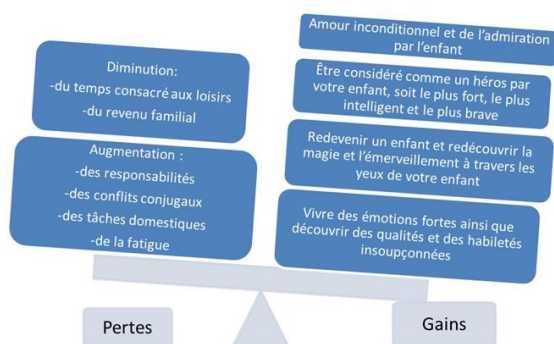 Diminution:
-du temps consacré aux loisirs
-du revenu familial
Augmentation :
-des responsabilités
-des conflits conjugaux
-des tâches domestiques
-de la fatigue
Pertes
Amour inconditionnel et de l'admiration
par l'enfant
Être considéré comme un héros par
votre enfant, soit le plus fort, le plus
intelligent et le plus brave
Redevenir un enfant et redécouvrir la
magie et l'émerveillement à travers les
yeux de votre enfant
Vivre des émotions fortes ainsi que
découvrir des qualités et des habiletés
insoupçonnées
Gains